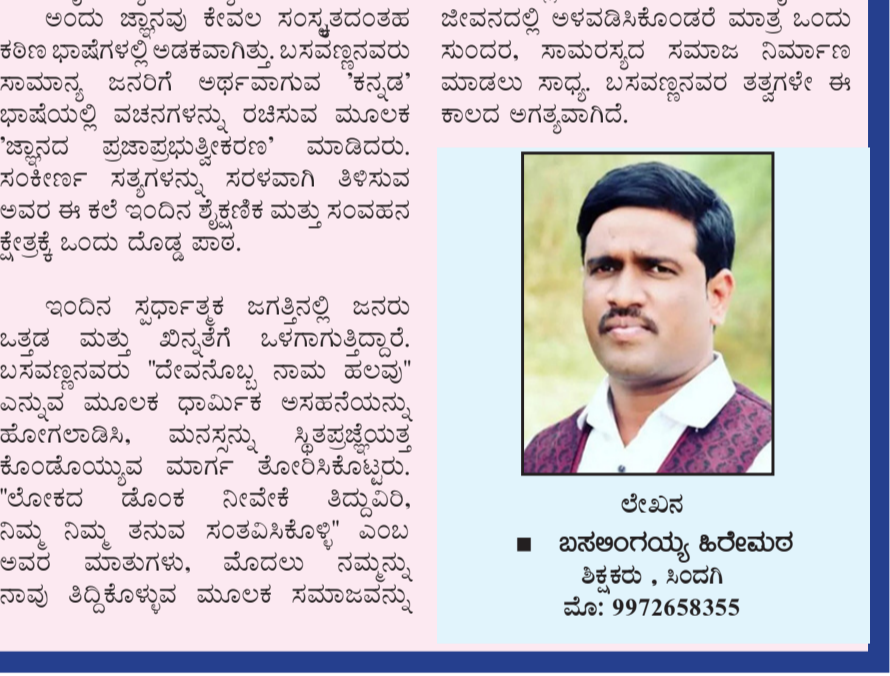 ಅಂದು ಜ್ಞಾನವು ಕೇವಲ ಸಂಸ್ಕೃತದಂತಹ
ಕಠಿಣ ಭಾಷೆಗಳಲ್ಲಿ ಅಡಕವಾಗಿತ್ತು. ಬಸವಣ್ಣನವರು
ಸಾಮಾನ್ಯ ಜನರಿಗೆ ಅರ್ಥವಾಗುವ 'ಕನ್ನಡ'
ಭಾಷೆಯಲ್ಲಿ ವಚನಗಳನ್ನು ರಚಿಸುವ ಮೂಲಕ
'ಜ್ಞಾನದ ಪ್ರಜಾಪ್ರಭುತ್ವೀಕರಣ' ಮಾಡಿದರು.
ಸಂಕೀರ್ಣ ಸತ್ಯಗಳನ್ನು ಸರಳವಾಗಿ ತಿಳಿಸುವ
ಅವರ ಈ ಕಲೆ ಇಂದಿನ ಶೈಕ್ಷಣಿಕ ಮತ್ತು ಸಂವಹನ
ಕ್ಷೇತ್ರಕ್ಕೆ ಒಂದು ದೊಡ್ಡ ಪಾಠ.
ಇಂದಿನ ಸ್ಪರ್ಧಾತ್ಮಕ ಜಗತ್ತಿನಲ್ಲಿ ಜನರು
ಒತ್ತಡ ಮತ್ತು ಖಿನ್ನತೆಗೆ ಒಳಗಾಗುತ್ತಿದ್ದಾರೆ.
ಬಸವಣ್ಣನವರು "ದೇವನೊಬ್ಬ ನಾಮ ಹಲವು"
ಎನ್ನುವ ಮೂಲಕ ಧಾರ್ಮಿಕ ಅಸಹನೆಯನ್ನು
ಹೋಗಲಾಡಿಸಿ, ಮನಸ್ಸನ್ನು ಸ್ಥಿತಪ್ರಜ್ಞೆಯತ್ತ
ಕೊಂಡೊಯ್ಯುವ ಮಾರ್ಗ ತೋರಿಸಿಕೊಟ್ಟರು.
"ಲೋಕದ ಡೊಂಕ ನೀವೇಕೆ ತಿದ್ದುವಿರಿ,
ನಿಮ್ಮ ನಿಮ್ಮ ತನುವ ಸಂತವಿಸಿಕೊಳ್ಳಿ" ಎಂಬ
ಅವರ ಮಾತುಗಳು, ಮೊದಲು ನಮ್ಮನ್ನು
ನಾವು ತಿದ್ದಿಕೊಳ್ಳುವ ಮೂಲಕ ಸಮಾಜವನ್ನು
ಜೀವನದಲ್ಲಿ ಅಳವಡಿಸಿಕೊಂಡರೆ ಮಾತ್ರ ಒಂದು
ಸುಂದರ, ಸಾಮರಸ್ಯದ ಸಮಾಜ ನಿರ್ಮಾಣ
ಮಾಡಲು ಸಾಧ್ಯ. ಬಸವಣ್ಣನವರ ತತ್ವಗಳೇ ಈ
ಕಾಲದ ಅಗತ್ಯವಾಗಿದೆ.
ಲೇಖನ
■ ಬಸಲಿಂಗಯ್ಯ ಹಿರೇಮಠ
ಶಿಕ್ಷಕರು , ಸಿಂದಗಿ
ಮೊ: 9972658355